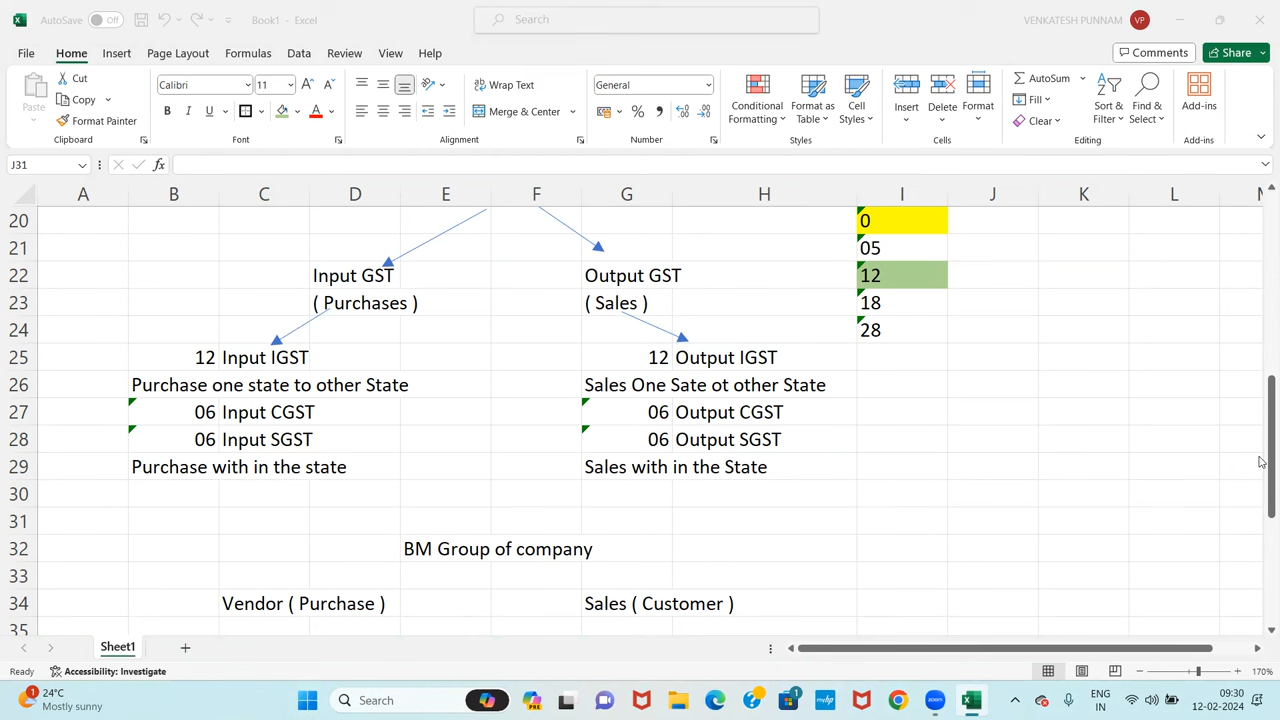 AutoSave Off Book1 - Excel Search VENKATESH PUNNAM VP
File Home Insert Page Layout Formulas Data Review View Help Comments Share
Paste Cut Copy Format Painter Clipboard
Calibri 11 A A B I U A Font
Wrap Text Merge & Center Alignment
General % , Number
Conditional Formatting Format as Table Cell Styles Styles
Insert Delete Format Cells
AutoSum Fill Clear Sort & Filter Find & Select Editing
Add-ins Add-ins
J31 fx
A B C D E F G H I J K L M
20 0
21 05
22 Input GST Output GST 12
23 ( Purchases ) ( Sales ) 18
24 28
25 12 Input IGST 12 Output IGST
26 Purchase one state to other State Sales One Sate ot other State
27 06 Input CGST 06 Output CGST
28 06 Input SGST 06 Output SGST
29 Purchase with in the state Sales with in the State
30
31
32 BM Group of company
33
34 Vendor ( Purchase ) Sales ( Customer )
35
Sheet1
Ready Accessibility: Investigate 170%
1 24°C Search 1 zoom ENG 09:30
Mostly sunny IN 12-02-2024